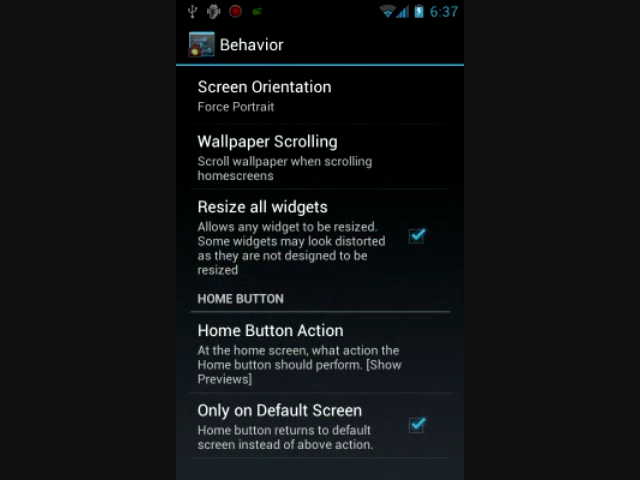 6:37
Behavior
Screen Orientation
Force Portrait
Wallpaper Scrolling
Scroll wallpaper when scrolling
homescreens
Resize all widgets
Allows any widget to be resized.
Some widgets may look distorted
as they are not designed to be
resized
HOME BUTTON
Home Button Action
At the home screen, what action the
Home button should perform. [Show
Previews]
Only on Default Screen
Home button returns to default
screen instead of above action.